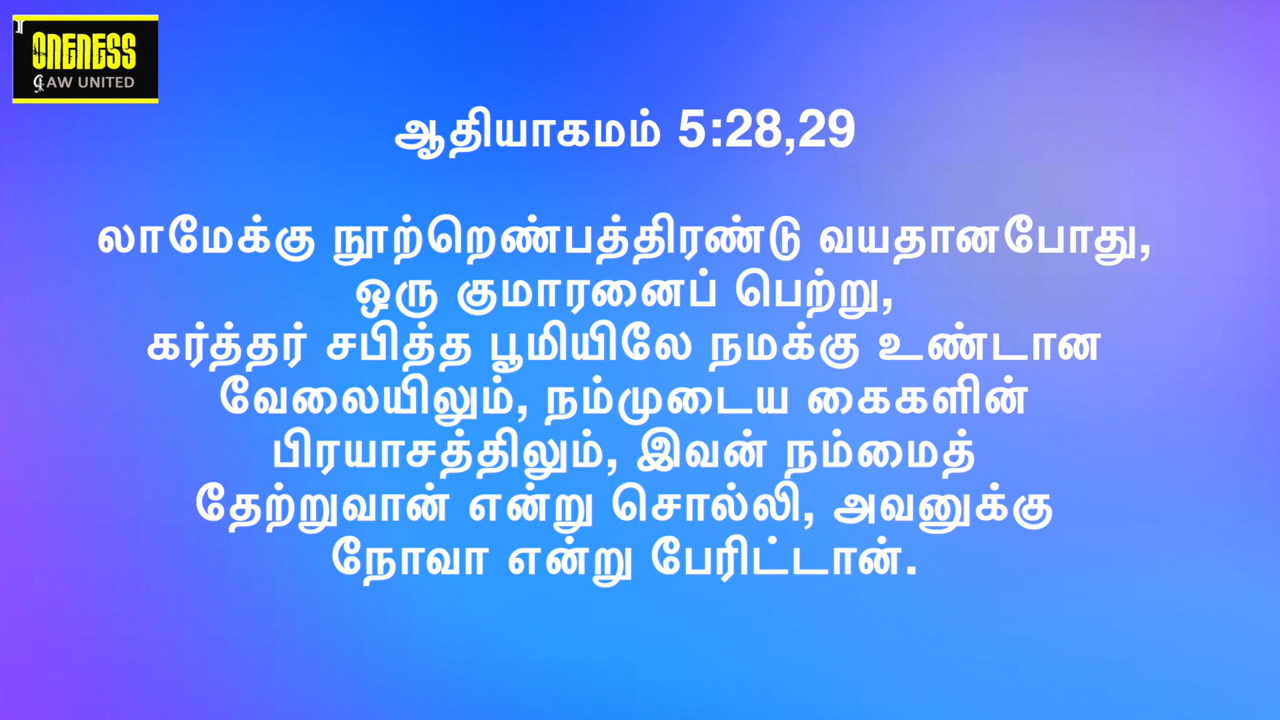 ONENESS
LAW UNITED
ஆதியாகமம் 5:28,29
லாமேக்கு நூற்றெண்பத்திரண்டு வயதானபோது,
ஒரு குமாரனைப் பெற்று,
கர்த்தர் சபித்த பூமியிலே நமக்கு உண்டான
வேலையிலும், நம்முடைய கைகளின்
பிரயாசத்திலும், இவன் நம்மைத்
தேற்றுவான் என்று சொல்லி, அவனுக்கு
நோவா என்று பேரிட்டான்.